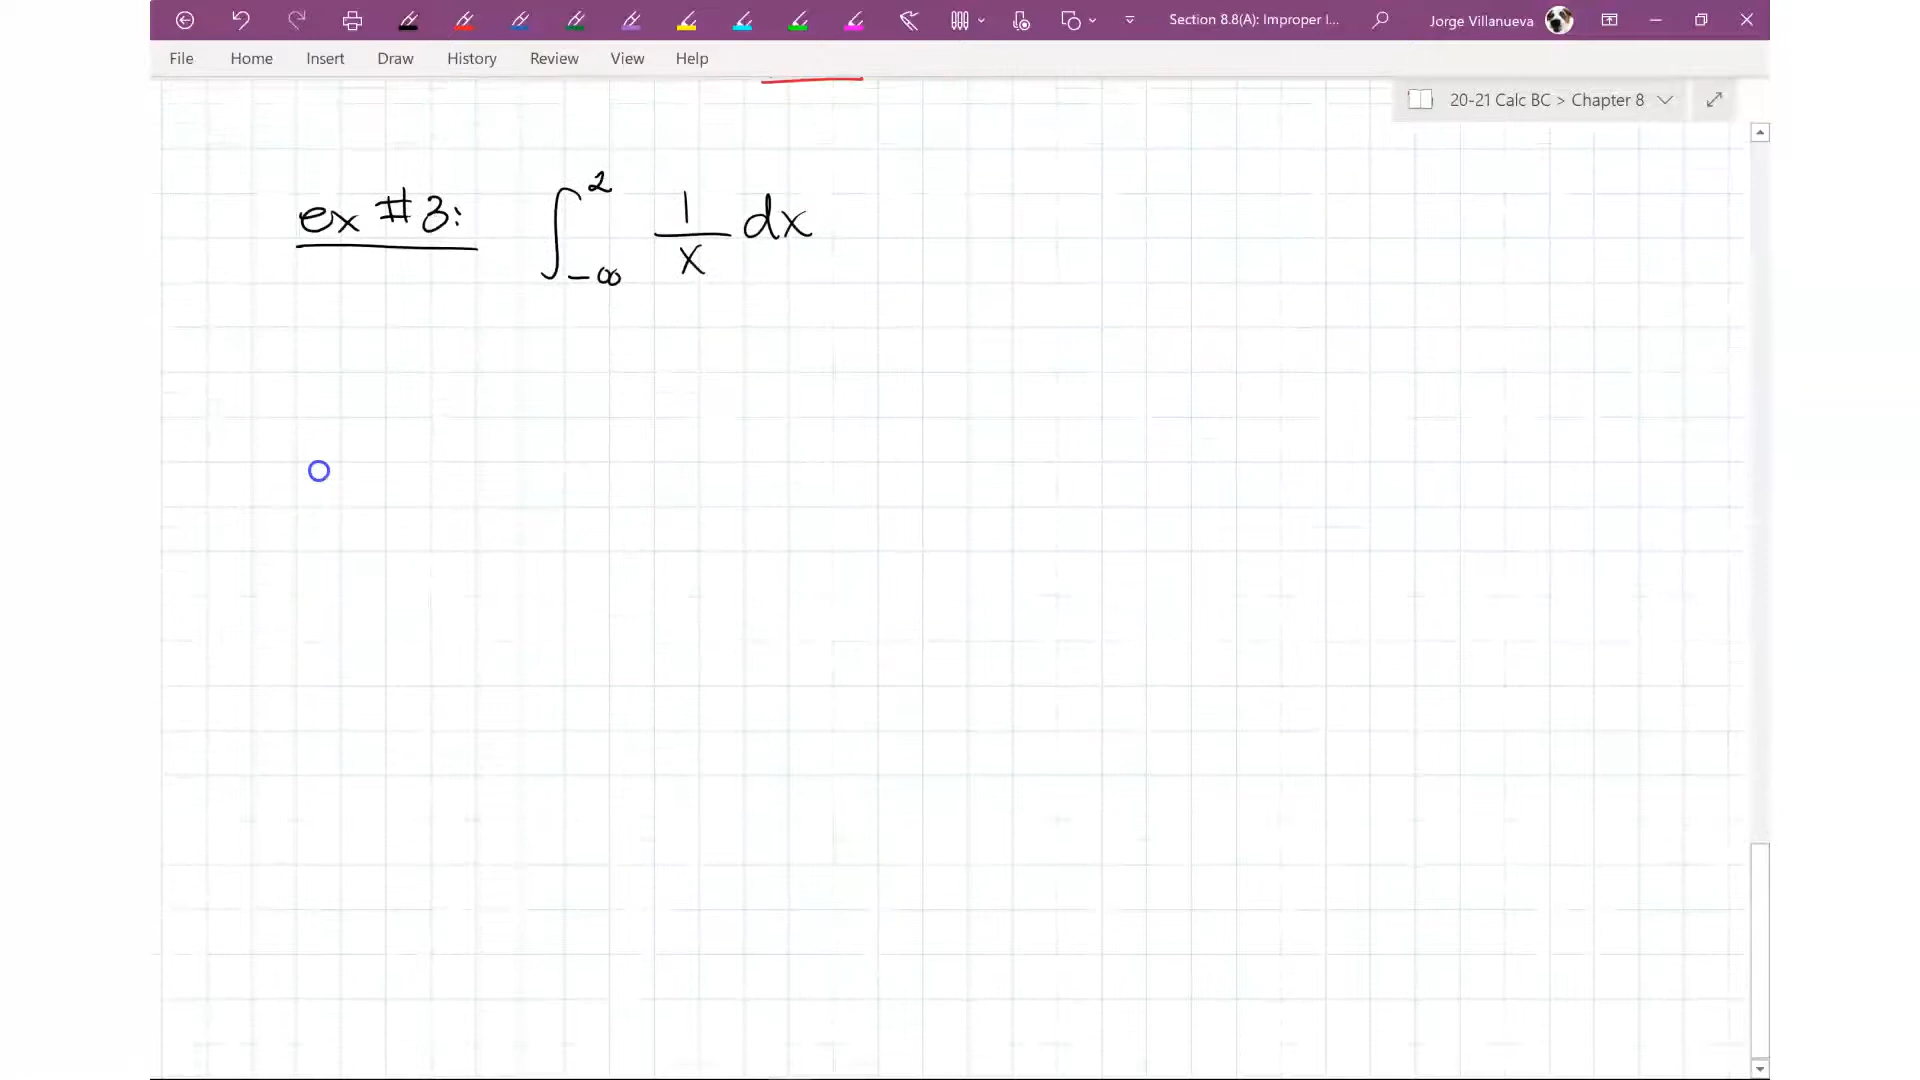 Section 8.8(A): Improper I...
Jorge Villanueva
File Home Insert Draw History Review View Help
20-21 Calc BC > Chapter 8
ex #3: ∫_{-∞}^{2} 1/x dx